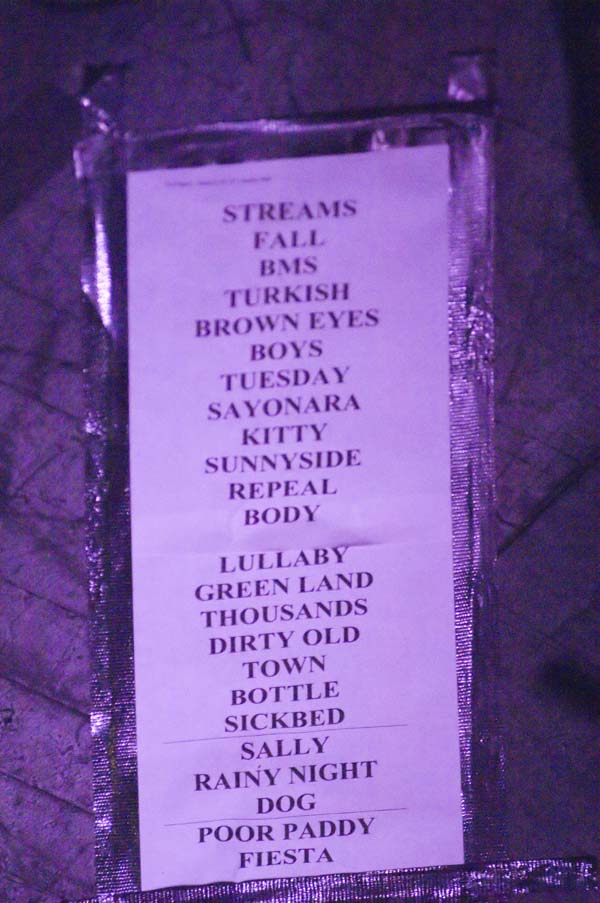 STREAMS
FALL
BMS
TURKISH
BROWN EYES
BOYS
TUESDAY
SAYONARA
KITTY
SUNNYSIDE
REPEAL
BODY
LULLABY
GREEN LAND
THOUSANDS
DIRTY OLD
TOWN
BOTTLE
SICKBED
SALLY
RAINY NIGHT
DOG
POOR PADDY
FIESTA